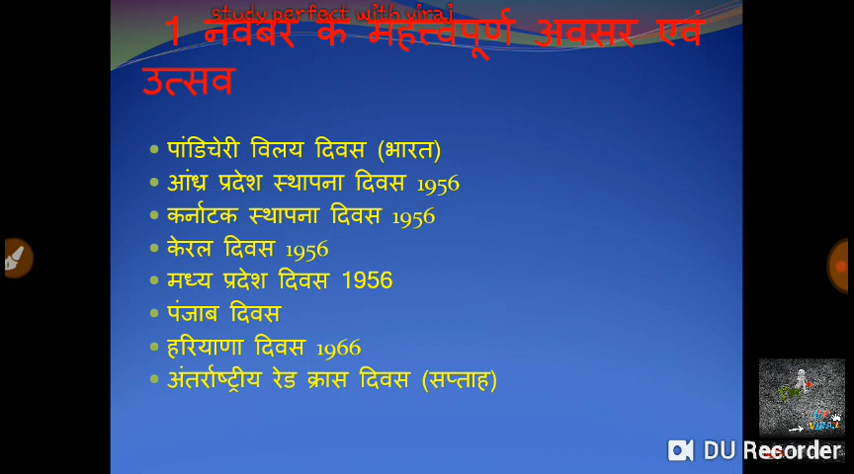 study perfect with viraj
1 नवंबर के महत्त्वपूर्ण अवसर एवं
उत्सव
पांडिचेरी विलय दिवस (भारत)
आंध्र प्रदेश स्थापना दिवस 1956
कर्नाटक स्थापना दिवस 1956
केरल दिवस 1956
मध्य प्रदेश दिवस 1956
पंजाब दिवस
हरियाणा दिवस 1966
अंतर्राष्ट्रीय रेड क्रास दिवस (सप्ताह)
DU Recorder